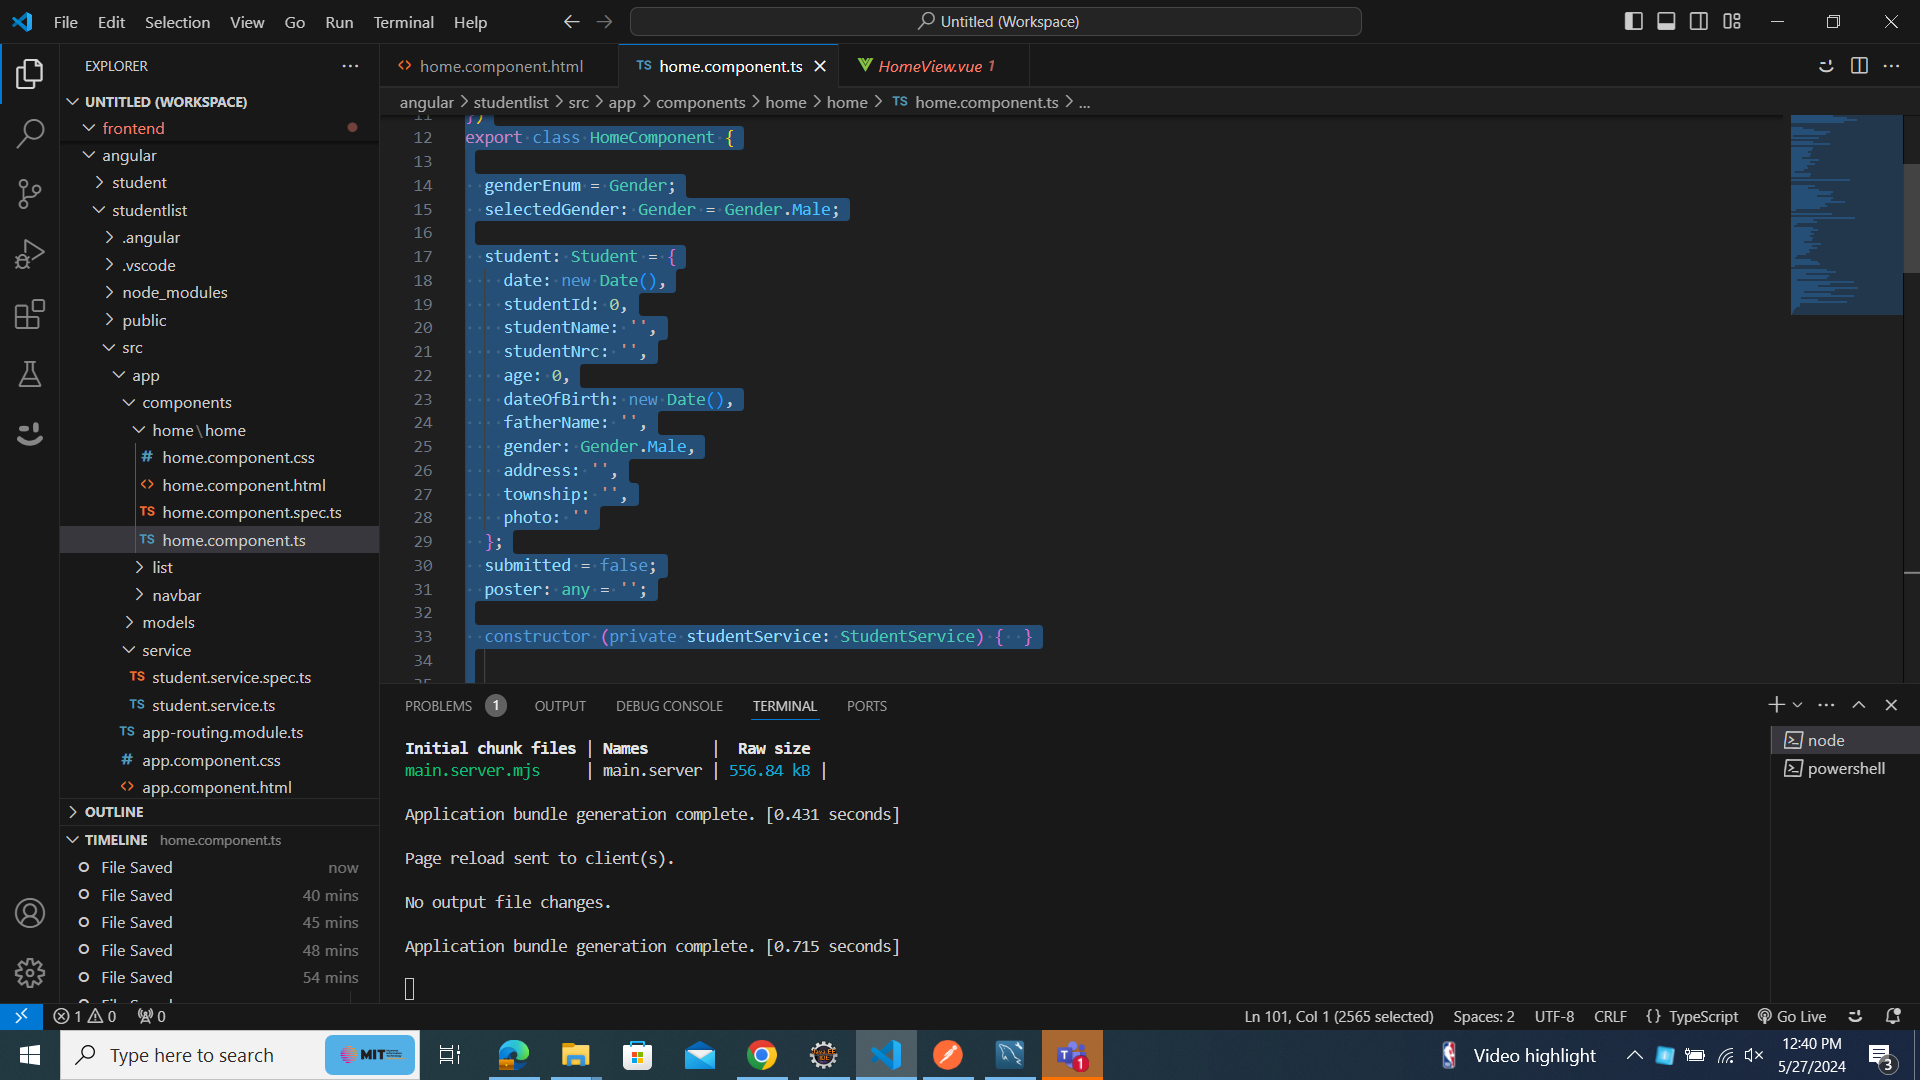 File Edit Selection View Go Run Terminal Help
Untitled (Workspace)
EXPLORER
UNTITLED (WORKSPACE)
frontend
angular
student
studentlist
.angular
.vscode
node_modules
public
src
app
components
home\home
# home.component.css
<> home.component.html
TS home.component.spec.ts
TS home.component.ts
list
navbar
models
service
TS student.service.spec.ts
TS student.service.ts
TS app-routing.module.ts
# app.component.css
<> app.component.html
OUTLINE
TIMELINE home.component.ts
File Saved now
File Saved 40 mins
File Saved 45 mins
File Saved 48 mins
File Saved 54 mins
<> home.component.html
TS home.component.ts
HomeView.vue 1
angular > studentlist > src > app > components > home > home > TS home.component.ts > ...
11 })
12 export class HomeComponent {
13
14 genderEnum = Gender;
15 selectedGender: Gender = Gender.Male;
16
17 student: Student = {
18 date: new Date(),
19 studentId: 0,
20 studentName: '',
21 studentNrc: '',
22 age: 0,
23 dateOfBirth: new Date(),
24 fatherName: '',
25 gender: Gender.Male,
26 address: '',
27 township: '',
28 photo: ''
29 };
30 submitted = false;
31 poster: any = '';
32
33 constructor (private studentService: StudentService) {  }
34
PROBLEMS 1 OUTPUT DEBUG CONSOLE TERMINAL PORTS
Initial chunk files | Names | Raw size
main.server.mjs | main.server | 556.84 kB |
Application bundle generation complete. [0.431 seconds]
Page reload sent to client(s).
No output file changes.
Application bundle generation complete. [0.715 seconds]
node
powershell
1 0 0
Ln 101, Col 1 (2565 selected) Spaces: 2 UTF-8 CRLF {} TypeScript Go Live
Type here to search
MIT
1
Video highlight
12:40 PM
5/27/2024
3